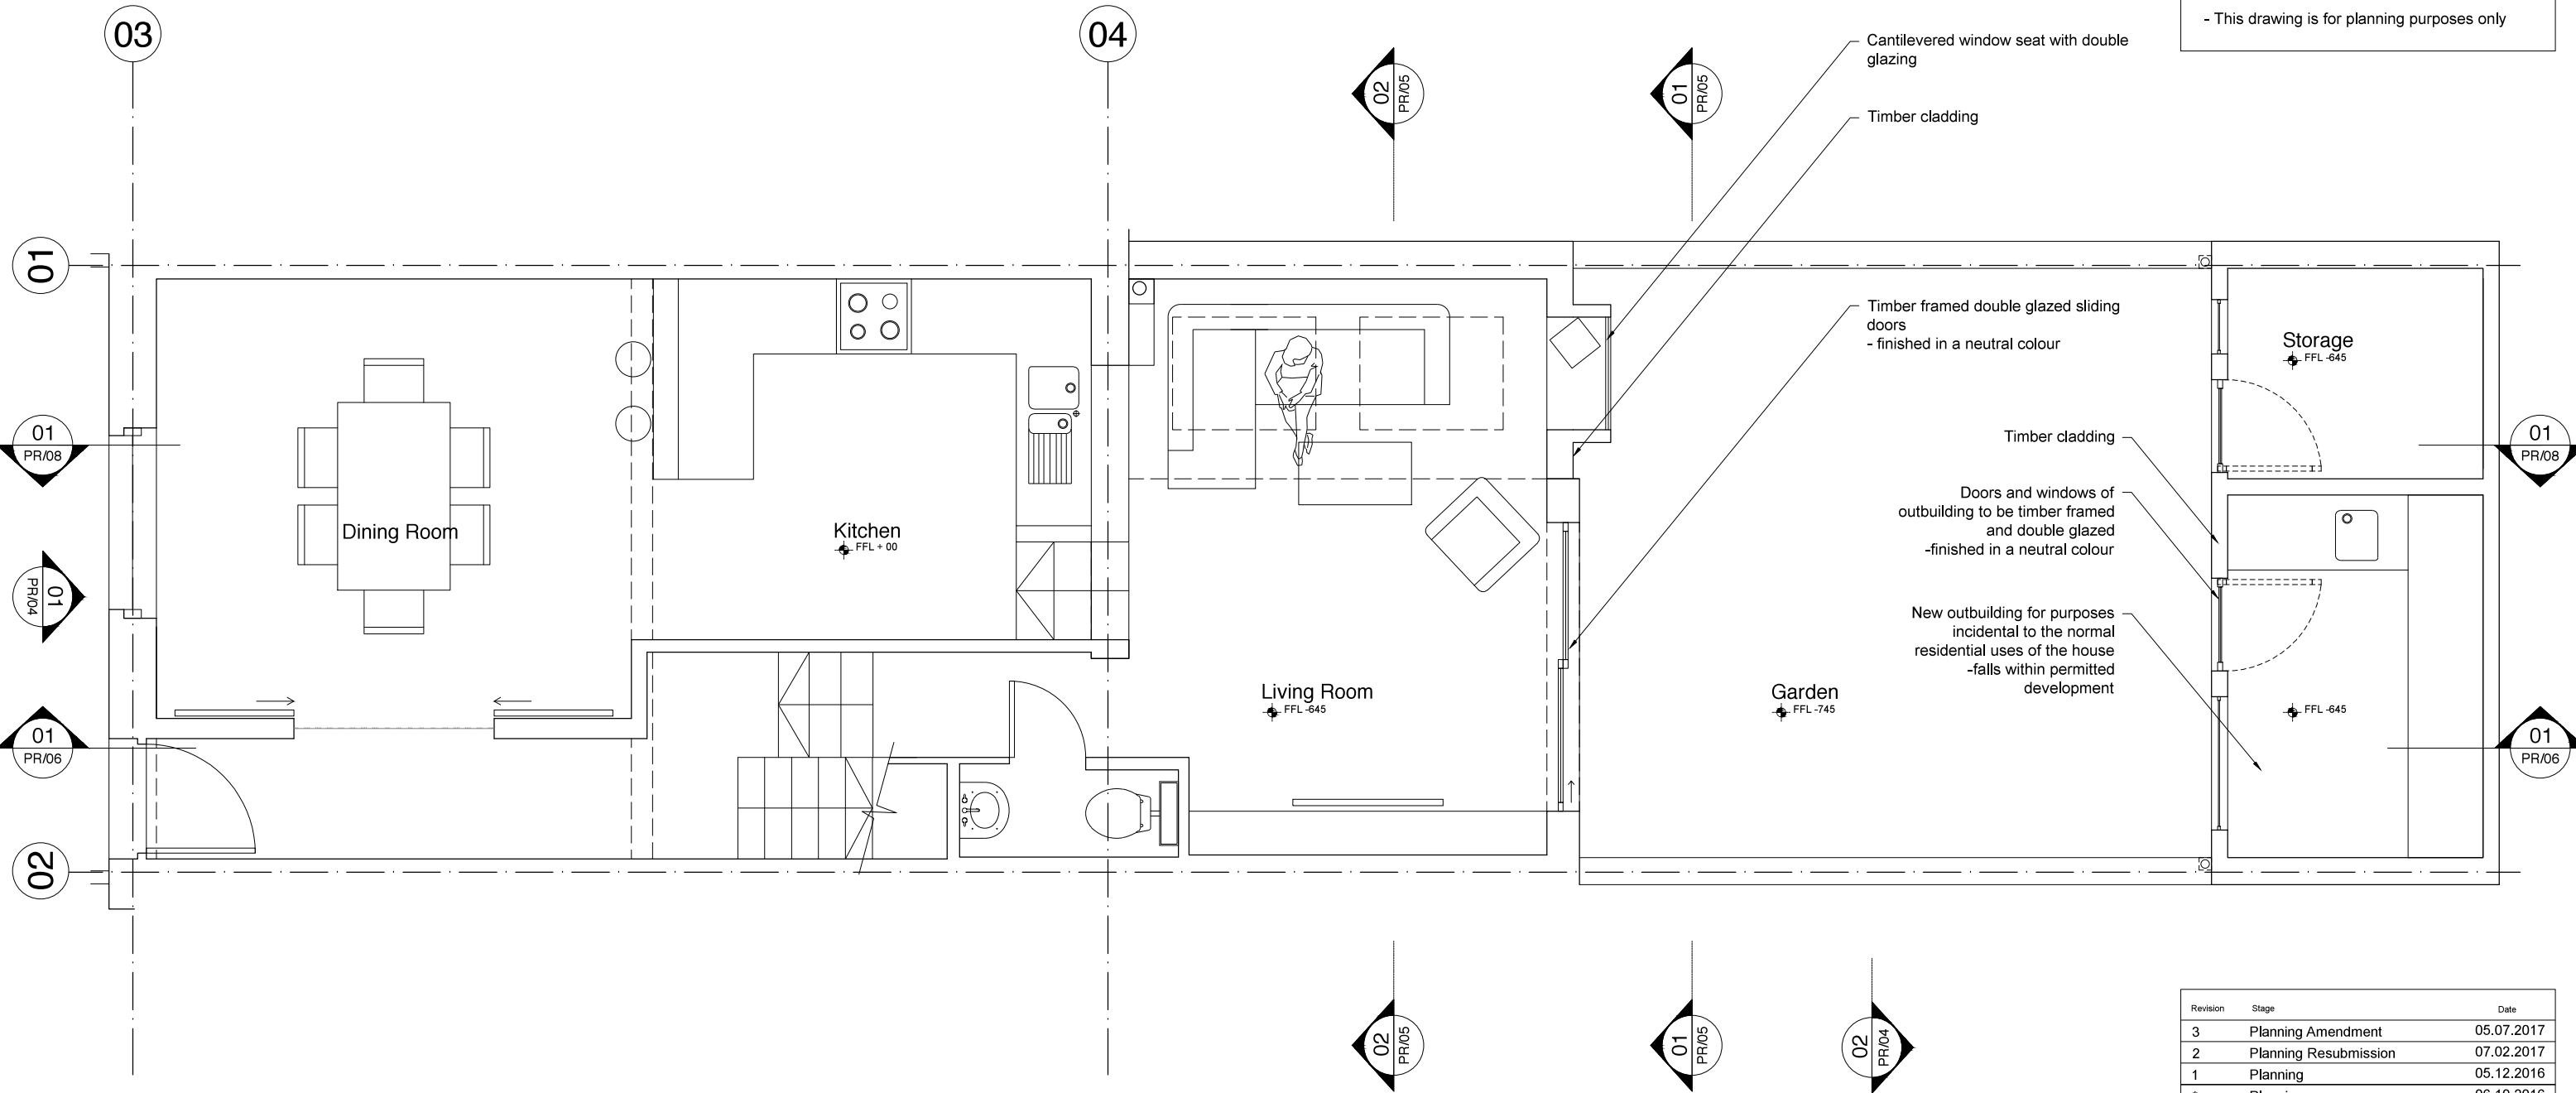 - This drawing is for planning purposes only
03
04
Cantilevered window seat with double
glazing
02
PR/05
01
PR/05
Timber cladding
01
Timber framed double glazed sliding
doors
- finished in a neutral colour
Storage
FFL -645
01
PR/08
Timber cladding
01
PR/08
Doors and windows of
outbuilding to be timber framed
and double glazed
-finished in a neutral colour
Dining Room
Kitchen
FFL + 00
01
PR/04
New outbuilding for purposes
incidental to the normal
residential uses of the house
-falls within permitted
development
Living Room
FFL -645
Garden
FFL -745
FFL -645
01
PR/06
01
PR/06
02
02
PR/05
01
PR/05
02
PR/04
Revision Stage Date
3 Planning Amendment 05.07.2017
2 Planning Resubmission 07.02.2017
1 Planning 05.12.2016